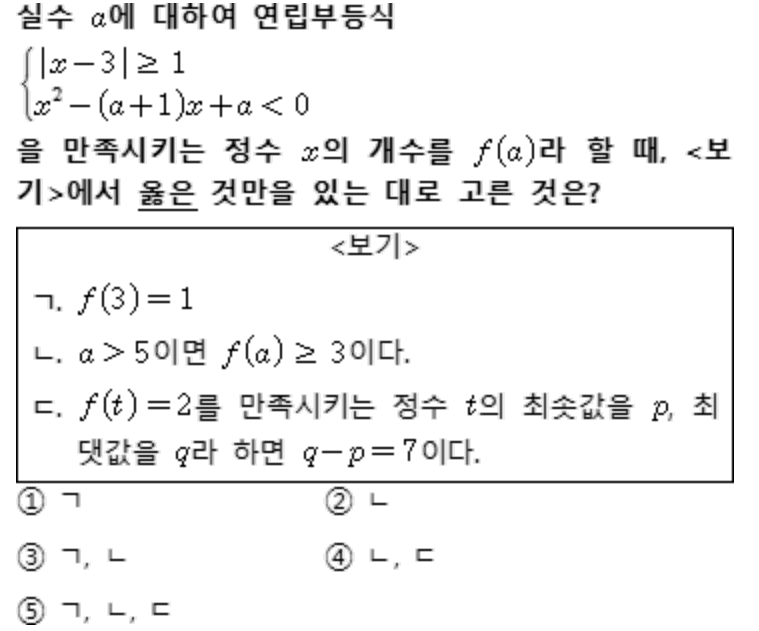 실수 a에 대하여 연립부등식
|x-3| ≥ 1
x²-(a+1)x+a < 0
을 만족시키는 정수 x의 개수를 f(a)라 할 때, <보
기>에서 옳은 것만을 있는 대로 고른 것은?
<보기>
ㄱ. f(3)=1
ㄴ. a>5이면 f(a) ≥ 3이다.
ㄷ. f(t)=2를 만족시키는 정수 t의 최솟값을 p, 최
댓값을 q라 하면 q-p=7이다.
① ㄱ ② ㄴ
③ ㄱ, ㄴ ④ ㄴ, ㄷ
⑤ ㄱ, ㄴ, ㄷ